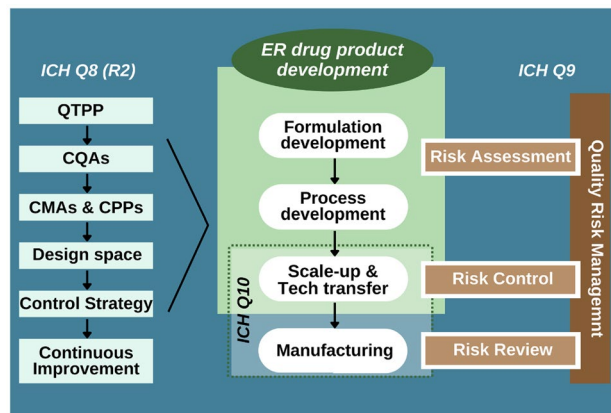 ICH Q8 (R2)
QTPP
CQAs
CMAs & CPPs
Design space
Control Strategy
Continuous
Improvement
ER drug product
development
Formulation
development
Process
development
Scale-up &
Tech transfer
Manufacturing
ICH Q10
ICH Q9
Risk Assessment
Risk Control
Risk Review
Quality Risk Managemnt